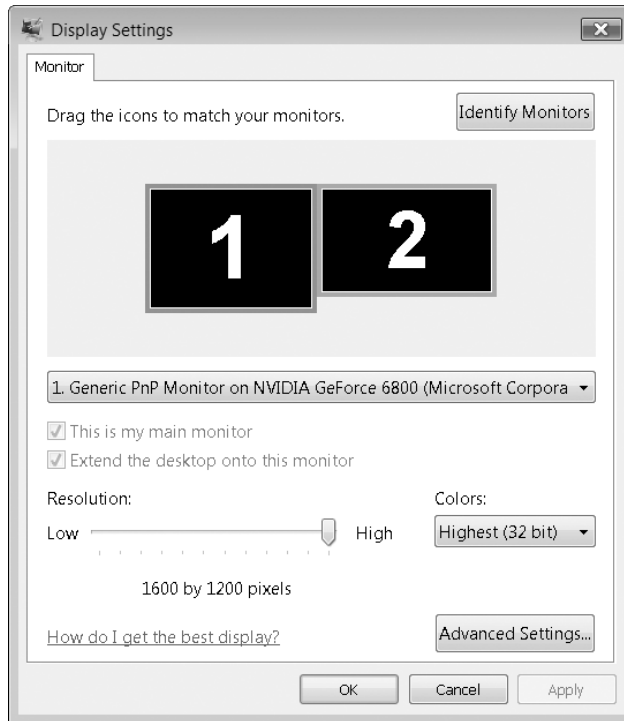 Display Settings
Monitor
Drag the icons to match your monitors.
Identify Monitors
1
2
1. Generic PnP Monitor on NVIDIA GeForce 6800 (Microsoft Corpora
This is my main monitor
Extend the desktop onto this monitor
Resolution:
Colors:
Low
High
Highest (32 bit)
1600 by 1200 pixels
How do I get the best display?
Advanced Settings...
OK
Cancel
Apply